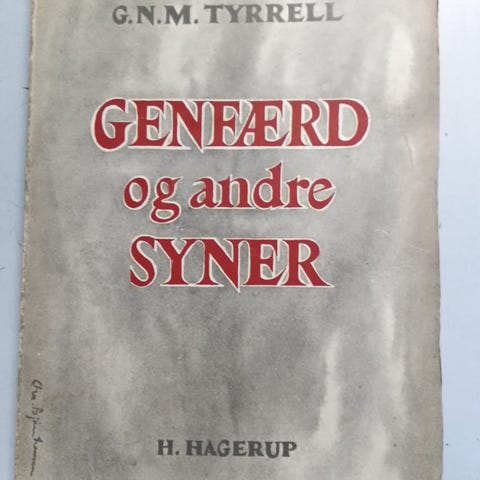 G.N.M. TYRRELL
GENFÆRD
og andre
SYNER
H. HAGERUP